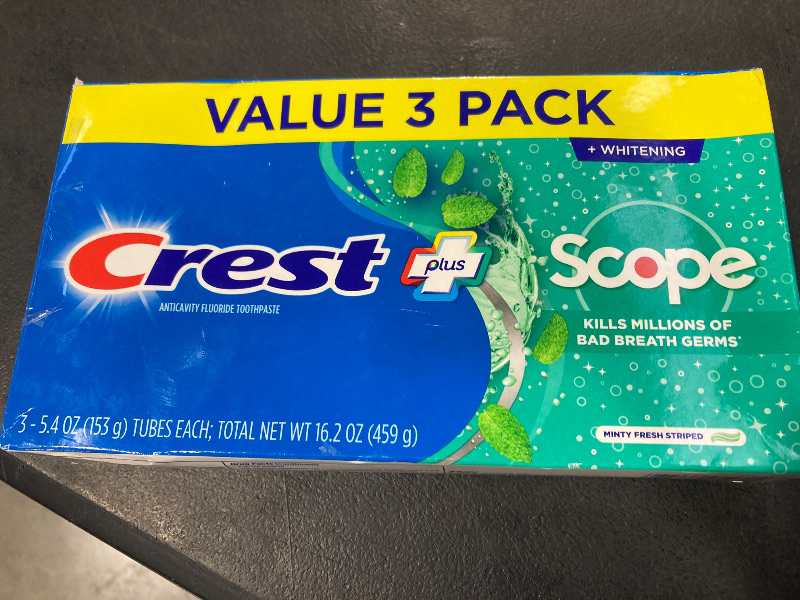 VALUE 3 PACK
+ WHITENING
Crest
plus
Scope
ANTICAVITY FLUORIDE TOOTHPASTE
KILLS MILLIONS OF
BAD BREATH GERMS*
3 - 5.4 OZ (153 g) TUBES EACH; TOTAL NET WT 16.2 OZ (459 g)
MINTY FRESH STRIPED